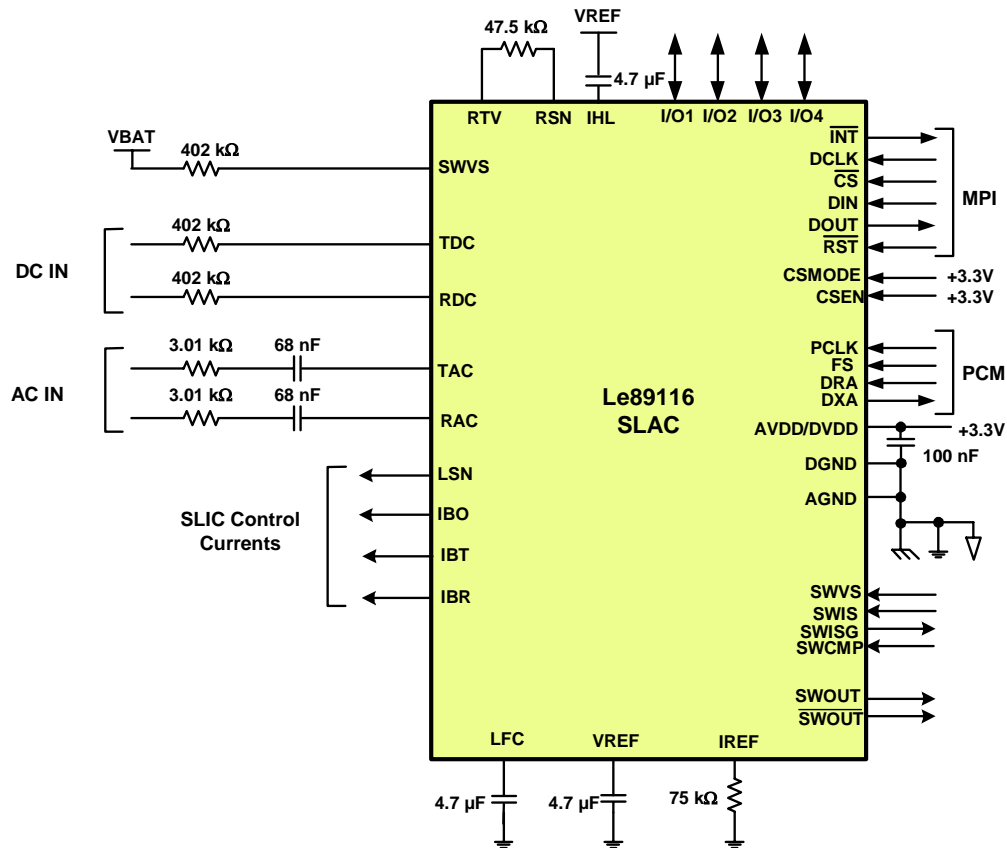 47.5 kΩ
VREF
4.7 µF
RTV
RSN
IHL
I/O1
I/O2
I/O3
I/O4
VBAT
402 kΩ
SWVS
DC IN
402 kΩ
TDC
402 kΩ
RDC
AC IN
3.01 kΩ
68 nF
TAC
3.01 kΩ
68 nF
RAC
SLIC Control
Currents
LSN
IBO
IBT
IBR
Le89116
SLAC
INT
DCLK
CS
DIN
DOUT
RST
MPI
CSMODE
+3.3V
CSEN
+3.3V
PCLK
FS
DRA
DXA
PCM
AVDD/DVDD
+3.3V
100 nF
DGND
AGND
SWVS
SWIS
SWISG
SWCMP
SWOUT
SWOUT
LFC
VREF
IREF
4.7 µF
4.7 µF
75 kΩ